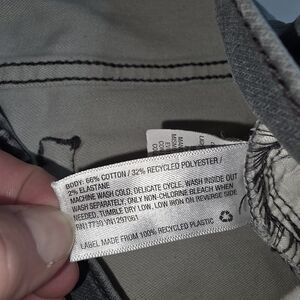 BODY: 66% COTTON / 32% RECYCLED POLYESTER /
2% ELASTANE
MACHINE WASH COLD, DELICATE CYCLE, WASH INSIDE OUT
WASH SEPARATELY, ONLY NON-CHLORINE BLEACH WHEN
NEEDED, TUMBLE DRY LOW, LOW IRON ON REVERSE SIDE
RN17730 VN1297061
LABEL MADE FROM 100% RECYCLED PLASTIC